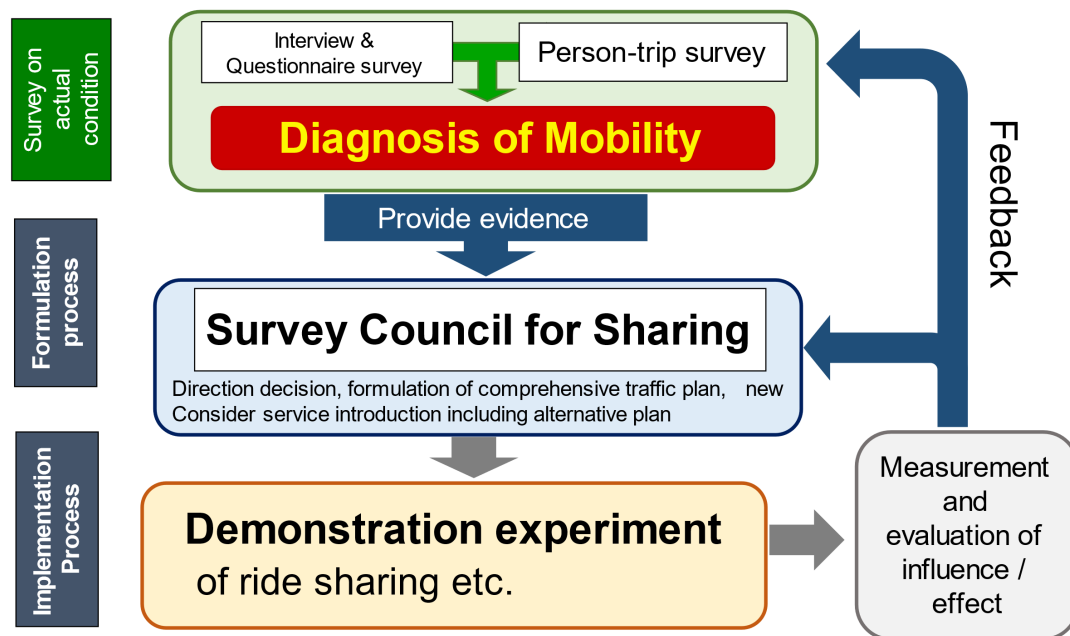 Survey on
actual
condition
Interview &
Questionnaire survey
Person-trip survey
Diagnosis of Mobility
Provide evidence
Feedback
Formulation
process
Survey Council for Sharing
Direction decision, formulation of comprehensive traffic plan, new
Consider service introduction including alternative plan
Implementation
Process
Demonstration experiment
of ride sharing etc.
Measurement
and
evaluation of
influence /
effect